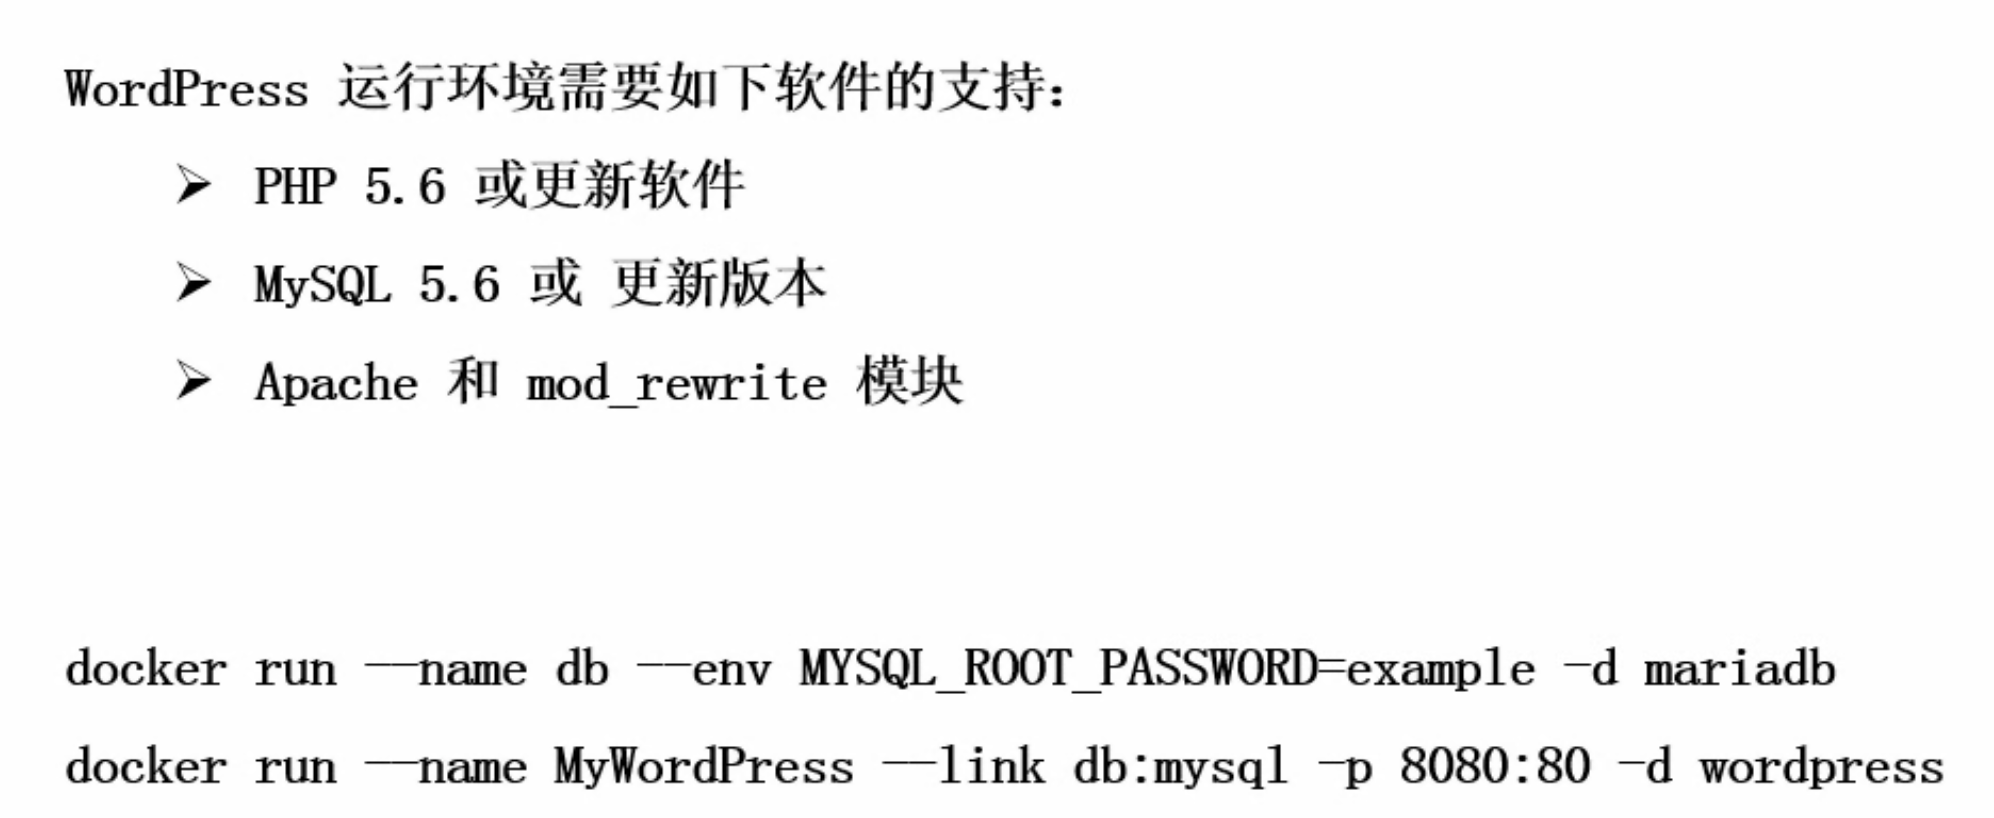 WordPress 运行环境需要如下软件的支持：
➢ PHP 5.6 或更新软件
➢ MySQL 5.6 或 更新版本
➢ Apache 和 mod_rewrite 模块
docker run --name db --env MYSQL_ROOT_PASSWORD=example -d mariadb
docker run --name MyWordPress --link db:mysql -p 8080:80 -d wordpress